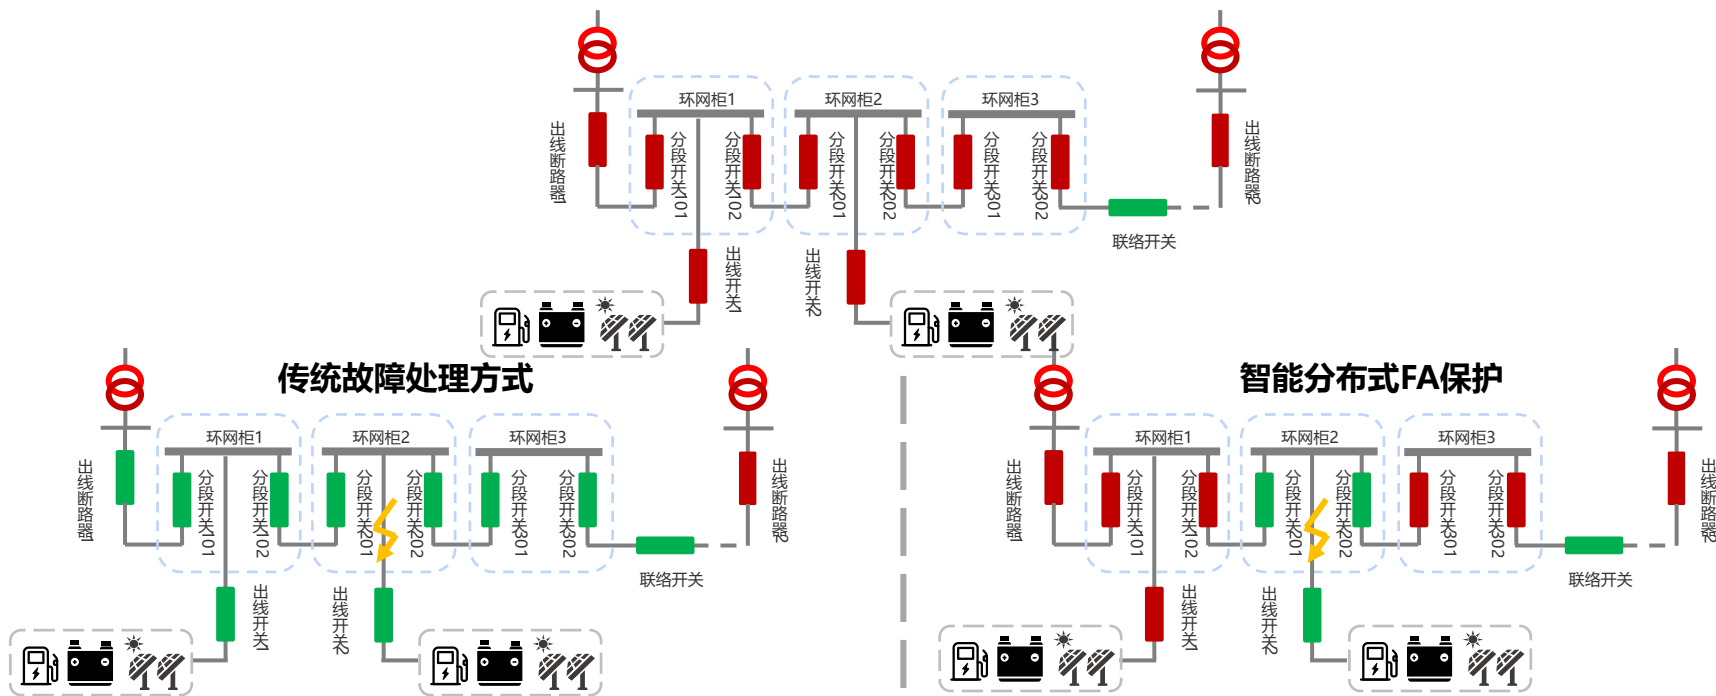 环网柜1
环网柜2
环网柜3
出线断路器1
分段开关101
分段开关102
分段开关201
分段开关202
分段开关301
分段开关302
出线断路器2
联络开关
出线开关1
出线开关2
传统故障处理方式
环网柜1
环网柜2
环网柜3
出线断路器1
分段开关101
分段开关102
分段开关201
分段开关202
分段开关301
分段开关302
出线断路器2
联络开关
出线开关1
出线开关2
智能分布式FA保护
环网柜1
环网柜2
环网柜3
出线断路器1
分段开关101
分段开关102
分段开关201
分段开关202
分段开关301
分段开关302
出线断路器2
联络开关
出线开关1
出线开关2